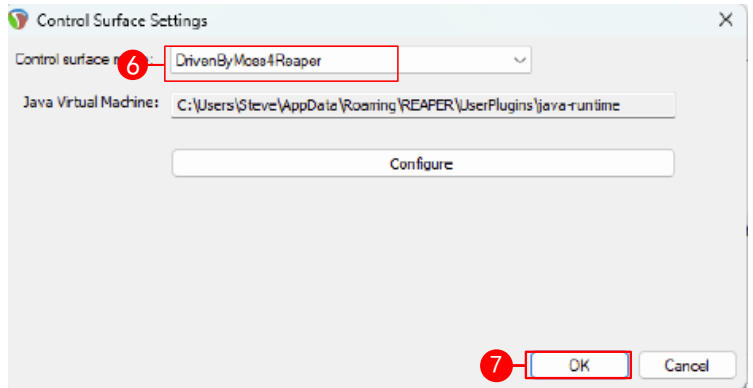 Control Surface Settings
Control surface m
6
DrivenByMoss4Reaper
Java Virtual Machine: C:\Users\Steve\AppData\Roaming\REAPER\UserPlugins\java-runtime
Configure
7
OK
Cancel